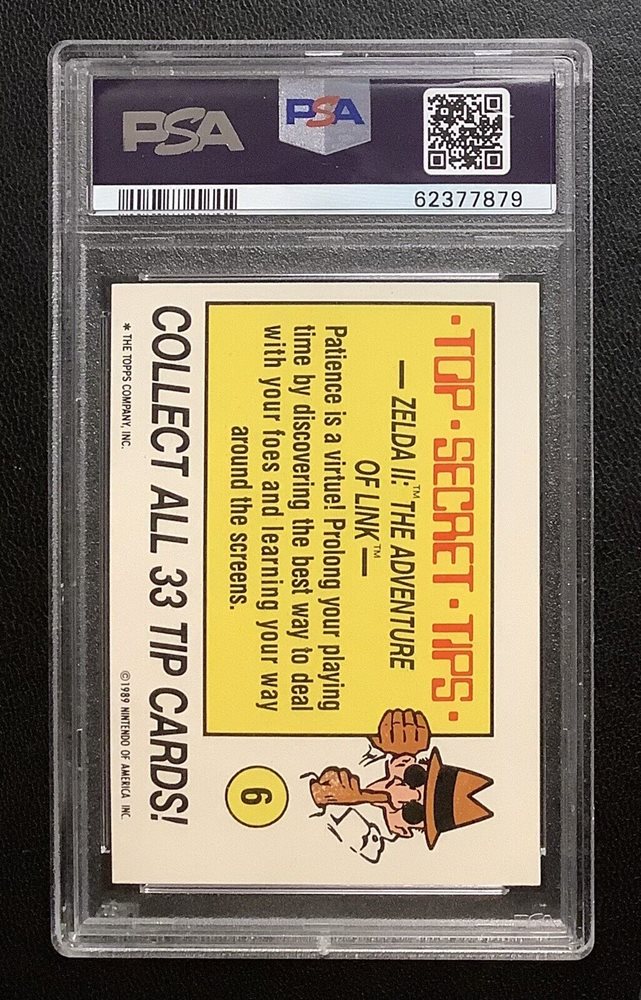 PSA
PSA
62377879
·TOP·SECRET·TIPS·
— ZELDA II:™ THE ADVENTURE
OF LINK™ —
Patience is a virtue! Prolong your playing
time by discovering the best way to deal
with your foes and learning your way
around the screens.
6
COLLECT ALL 33 TIP CARDS!
* THE TOPPS COMPANY, INC.
©1989 NINTENDO OF AMERICA INC.
PSA